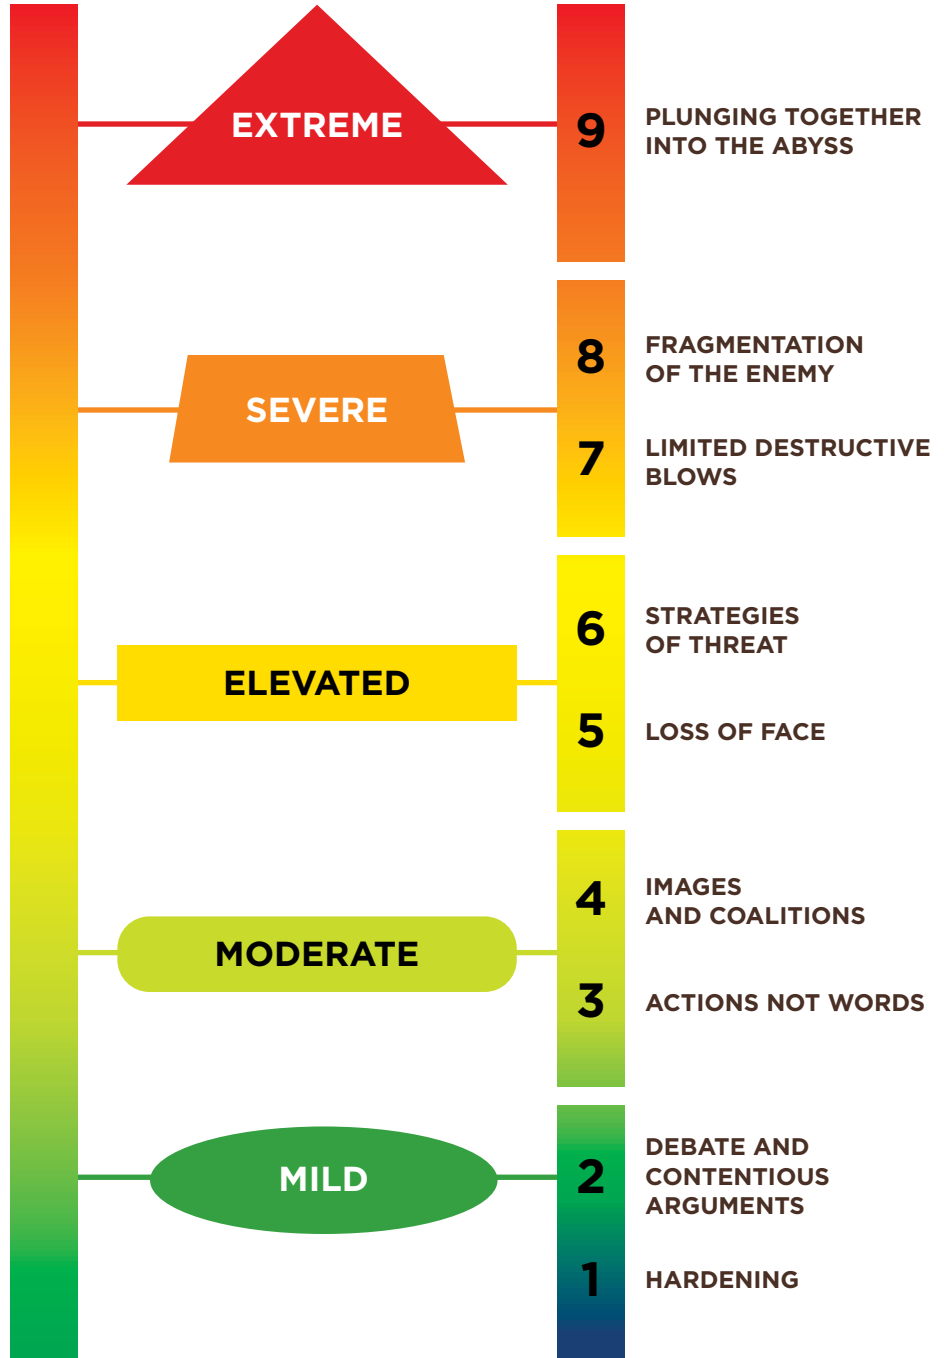 EXTREME
9
PLUNGING TOGETHER
INTO THE ABYSS
8
FRAGMENTATION
OF THE ENEMY
SEVERE
7
LIMITED DESTRUCTIVE
BLOWS
6
STRATEGIES
OF THREAT
ELEVATED
5
LOSS OF FACE
4
IMAGES
AND COALITIONS
MODERATE
3
ACTIONS NOT WORDS
MILD
2
DEBATE AND
CONTENTIOUS
ARGUMENTS
1
HARDENING